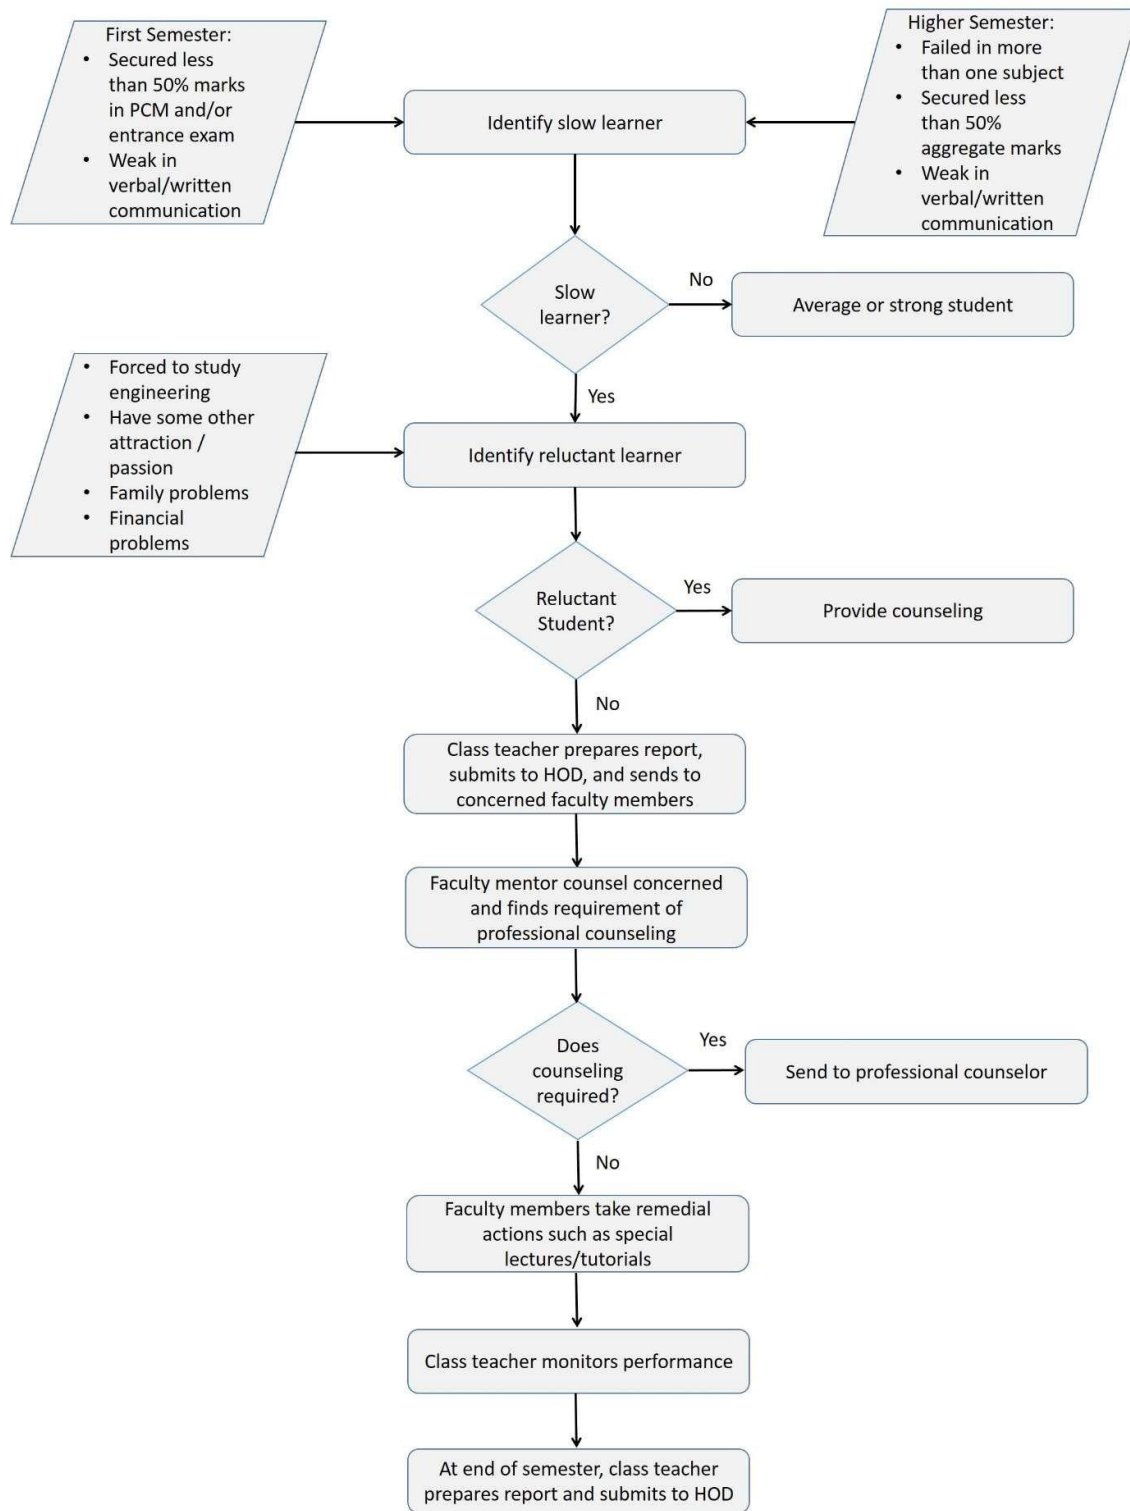 First Semester:
• Secured less
than 50% marks
in PCM and/or
entrance exam
• Weak in
verbal/written
communication
Identify slow learner
Higher Semester:
• Failed in more
than one subject
• Secured less
than 50%
aggregate marks
• Weak in
verbal/written
communication
Slow
learner?
No
Average or strong student
Yes
• Forced to study
engineering
• Have some other
attraction /
passion
• Family problems
• Financial
problems
Identify reluctant learner
Reluctant
Student?
Yes
Provide counseling
No
Class teacher prepares report,
submits to HOD, and sends to
concerned faculty members
Faculty mentor counsel concerned
and finds requirement of
professional counseling
Does
counseling
required?
Yes
Send to professional counselor
No
Faculty members take remedial
actions such as special
lectures/tutorials
Class teacher monitors performance
At end of semester, class teacher
prepares report and submits to HOD